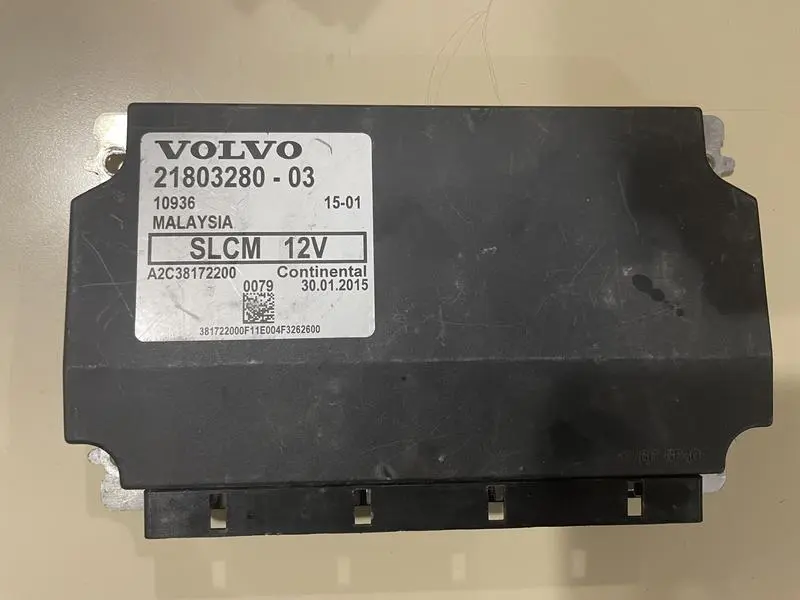 VOLVO
21803280 - 03
10936 15-01
MALAYSIA
SLCM 12V
A2C38172200 Continental
0079 30.01.2015
381722000F11E004F3262600